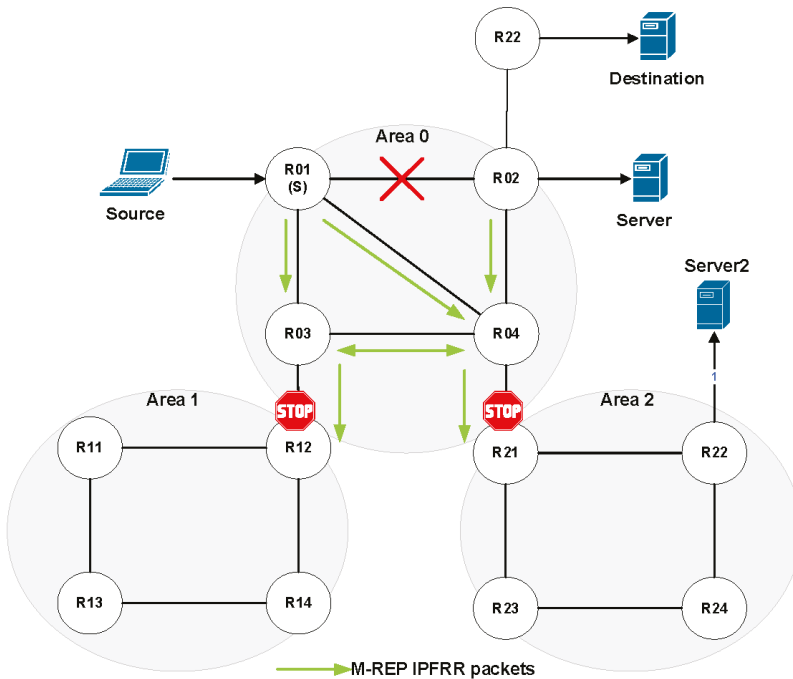 R22
Destination
Area 0
R01
(S)
R02
Source
Server
Server2
R03
R04
1
STOP
STOP
Area 1
Area 2
R11
R12
R21
R22
R13
R14
R23
R24
M-REP IPFRR packets